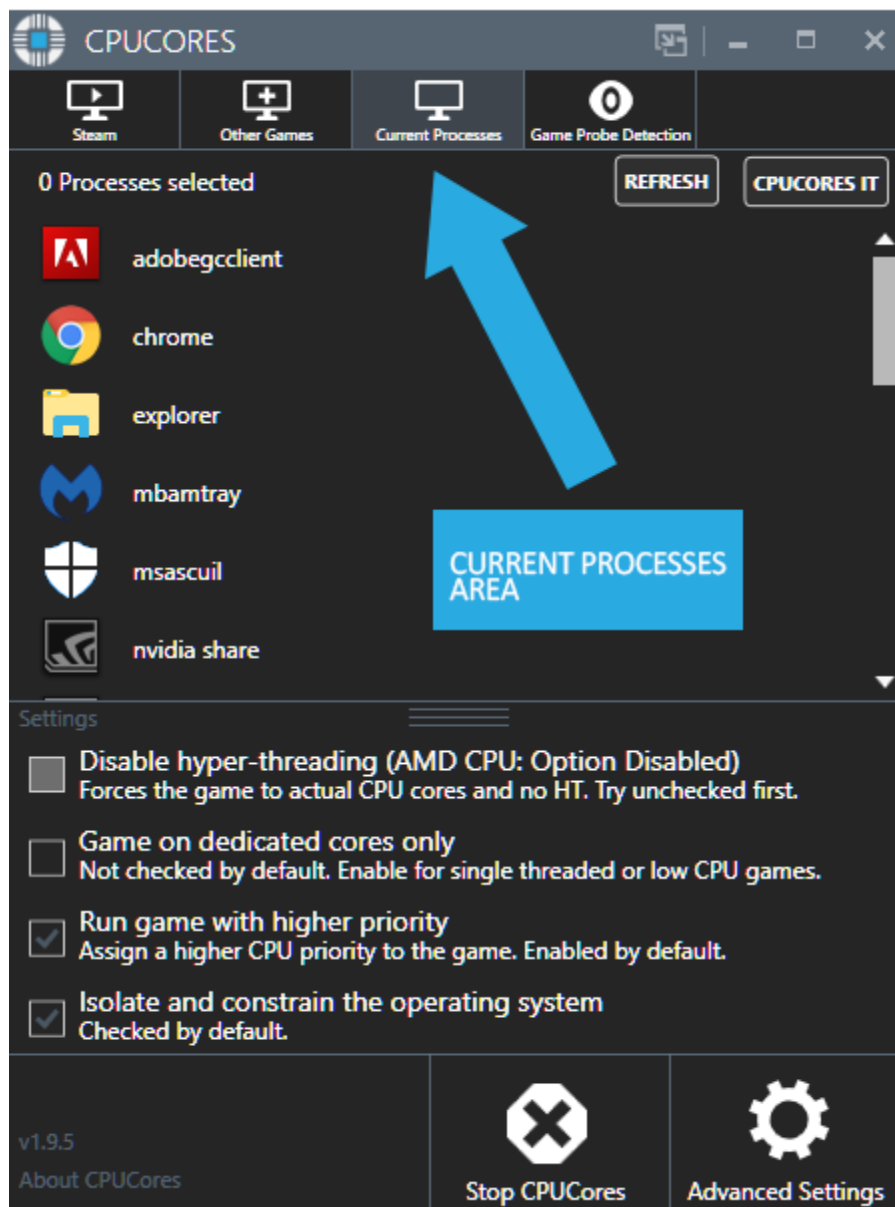 CPUCORES
Steam
Other Games
Current Processes
Game Probe Detection
0 Processes selected
REFRESH
CPUCORES IT
adobegcclient
chrome
explorer
mbamtray
msascuil
nvidia share
CURRENT PROCESSES
AREA
Settings
Disable hyper-threading (AMD CPU: Option Disabled)
Forces the game to actual CPU cores and no HT. Try unchecked first.
Game on dedicated cores only
Not checked by default. Enable for single threaded or low CPU games.
Run game with higher priority
Assign a higher CPU priority to the game. Enabled by default.
Isolate and constrain the operating system
Checked by default.
v1.9.5
About CPUCores
Stop CPUCores
Advanced Settings